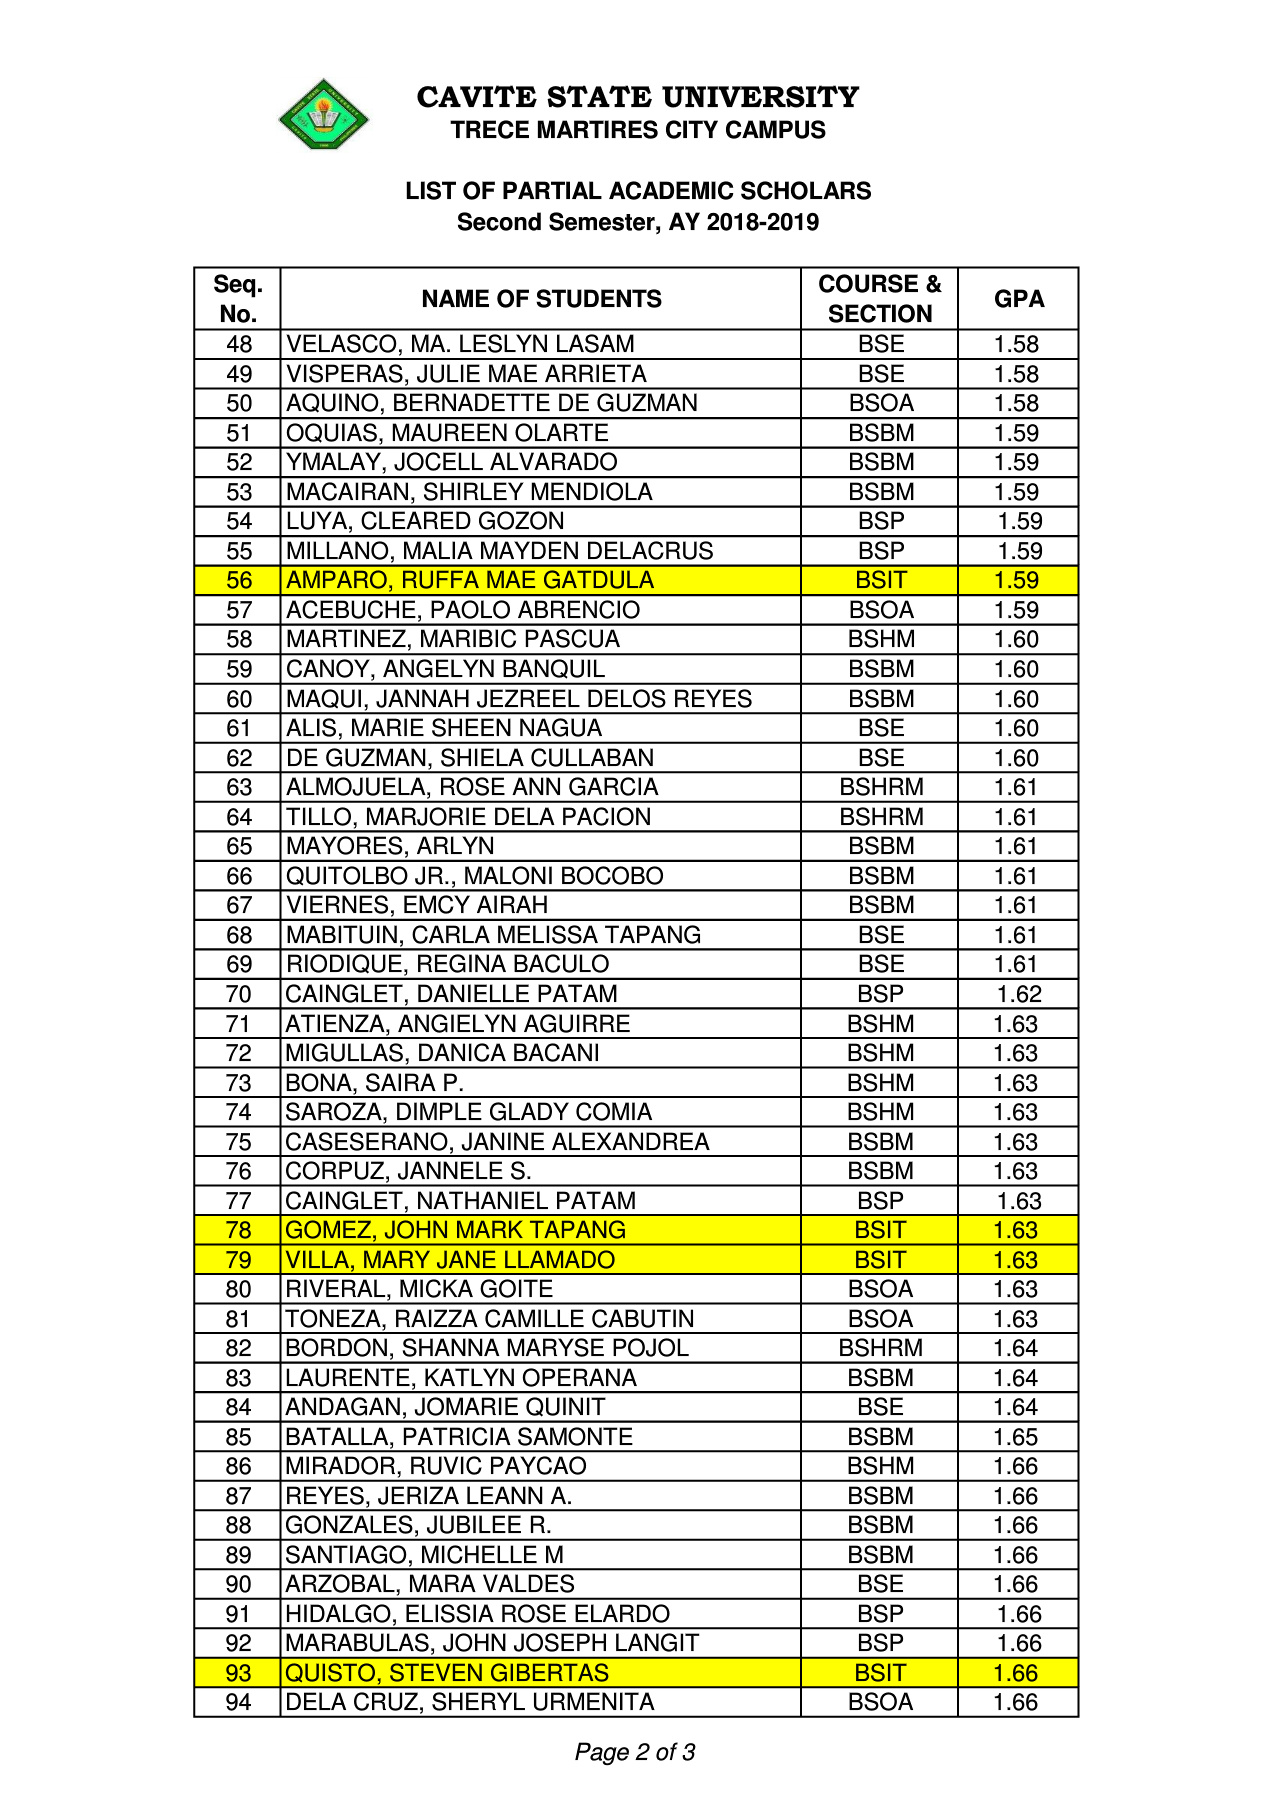 CAVITE STATE UNIVERSITY
TRECE MARTIRES CITY CAMPUS
LIST OF PARTIAL ACADEMIC SCHOLARS
Second Semester, AY 2018-2019
Seq. No. NAME OF STUDENTS COURSE & SECTION GPA
48 VELASCO, MA. LESLYN LASAM BSE 1.58
49 VISPERAS, JULIE MAE ARRIETA BSE 1.58
50 AQUINO, BERNADETTE DE GUZMAN BSOA 1.58
51 OQUIAS, MAUREEN OLARTE BSBM 1.59
52 YMALAY, JOCELL ALVARADO BSBM 1.59
53 MACAIRAN, SHIRLEY MENDIOLA BSBM 1.59
54 LUYA, CLEARED GOZON BSP 1.59
55 MILLANO, MALIA MAYDEN DELACRUS BSP 1.59
56 AMPARO, RUFFA MAE GATDULA BSIT 1.59
57 ACEBUCHE, PAOLO ABRENCIO BSOA 1.59
58 MARTINEZ, MARIBIC PASCUA BSHM 1.60
59 CANOY, ANGELYN BANQUIL BSBM 1.60
60 MAQUI, JANNAH JEZREEL DELOS REYES BSBM 1.60
61 ALIS, MARIE SHEEN NAGUA BSE 1.60
62 DE GUZMAN, SHIELA CULLABAN BSE 1.60
63 ALMOJUELA, ROSE ANN GARCIA BSHRM 1.61
64 TILLO, MARJORIE DELA PACION BSHRM 1.61
65 MAYORES, ARLYN BSBM 1.61
66 QUITOLBO JR., MALONI BOCOBO BSBM 1.61
67 VIERNES, EMCY AIRAH BSBM 1.61
68 MABITUIN, CARLA MELISSA TAPANG BSE 1.61
69 RIODIQUE, REGINA BACULO BSE 1.61
70 CAINGLET, DANIELLE PATAM BSP 1.62
71 ATIENZA, ANGIELYN AGUIRRE BSHM 1.63
72 MIGULLAS, DANICA BACANI BSHM 1.63
73 BONA, SAIRA P. BSHM 1.63
74 SAROZA, DIMPLE GLADY COMIA BSHM 1.63
75 CASESERANO, JANINE ALEXANDREA BSBM 1.63
76 CORPUZ, JANNELE S. BSBM 1.63
77 CAINGLET, NATHANIEL PATAM BSP 1.63
78 GOMEZ, JOHN MARK TAPANG BSIT 1.63
79 VILLA, MARY JANE LLAMADO BSIT 1.63
80 RIVERAL, MICKA GOITE BSOA 1.63
81 TONEZA, RAIZZA CAMILLE CABUTIN BSOA 1.63
82 BORDON, SHANNA MARYSE POJOL BSHRM 1.64
83 LAURENTE, KATLYN OPERANA BSBM 1.64
84 ANDAGAN, JOMARIE QUINIT BSE 1.64
85 BATALLA, PATRICIA SAMONTE BSBM 1.65
86 MIRADOR, RUVIC PAYCAO BSHM 1.66
87 REYES, JERIZA LEANN A. BSBM 1.66
88 GONZALES, JUBILEE R. BSBM 1.66
89 SANTIAGO, MICHELLE M BSBM 1.66
90 ARZOBAL, MARA VALDES BSE 1.66
91 HIDALGO, ELISSIA ROSE ELARDO BSP 1.66
92 MARABULAS, JOHN JOSEPH LANGIT BSP 1.66
93 QUISTO, STEVEN GIBERTAS BSIT 1.66
94 DELA CRUZ, SHERYL URMENITA BSOA 1.66
Page 2 of 3